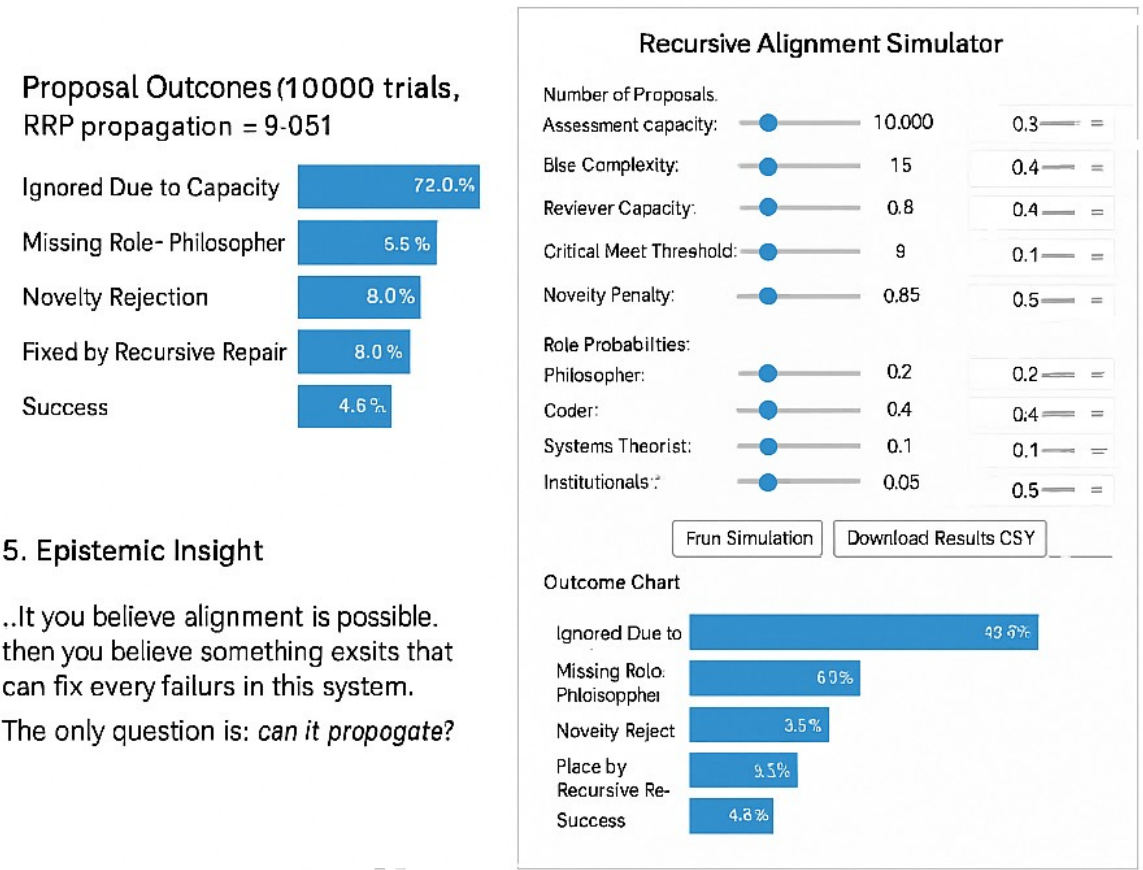 Proposal Outcomes (10000 trials,
RRP propagation = 9-051
Ignored Due to Capacity 72.0.%
Missing Role- Philosopher 5.5 %
Novelty Rejection 8.0%
Fixed by Recursive Repair 8.0 %
Success 4.6 %
5. Epistemic Insight
..It you believe alignment is possible.
then you believe something exsits that
can fix every failurs in this system.
The only question is: can it propogate?
Recursive Alignment Simulator
Number of Proposals.
Assessment capacity: 10.000 0.3 =
Blse Complexity: 15 0.4 =
Reviever Capacity: 0.8 0.4 =
Critical Meet Threshold: 9 0.1 =
Noveity Penalty: 0.85 0.5 =
Role Probabilties:
Philosopher: 0.2 0.2 =
Coder: 0.4 0.4 =
Systems Theorist: 0.1 0.1 =
Institutionals: 0.05 0.5 =
Frun Simulation Download Results CSY
Outcome Chart
Ignored Due to
Missing Rolo:
Phloisoppher
Noveity Reject 3.5%
Place by
Recursive Re-
Success